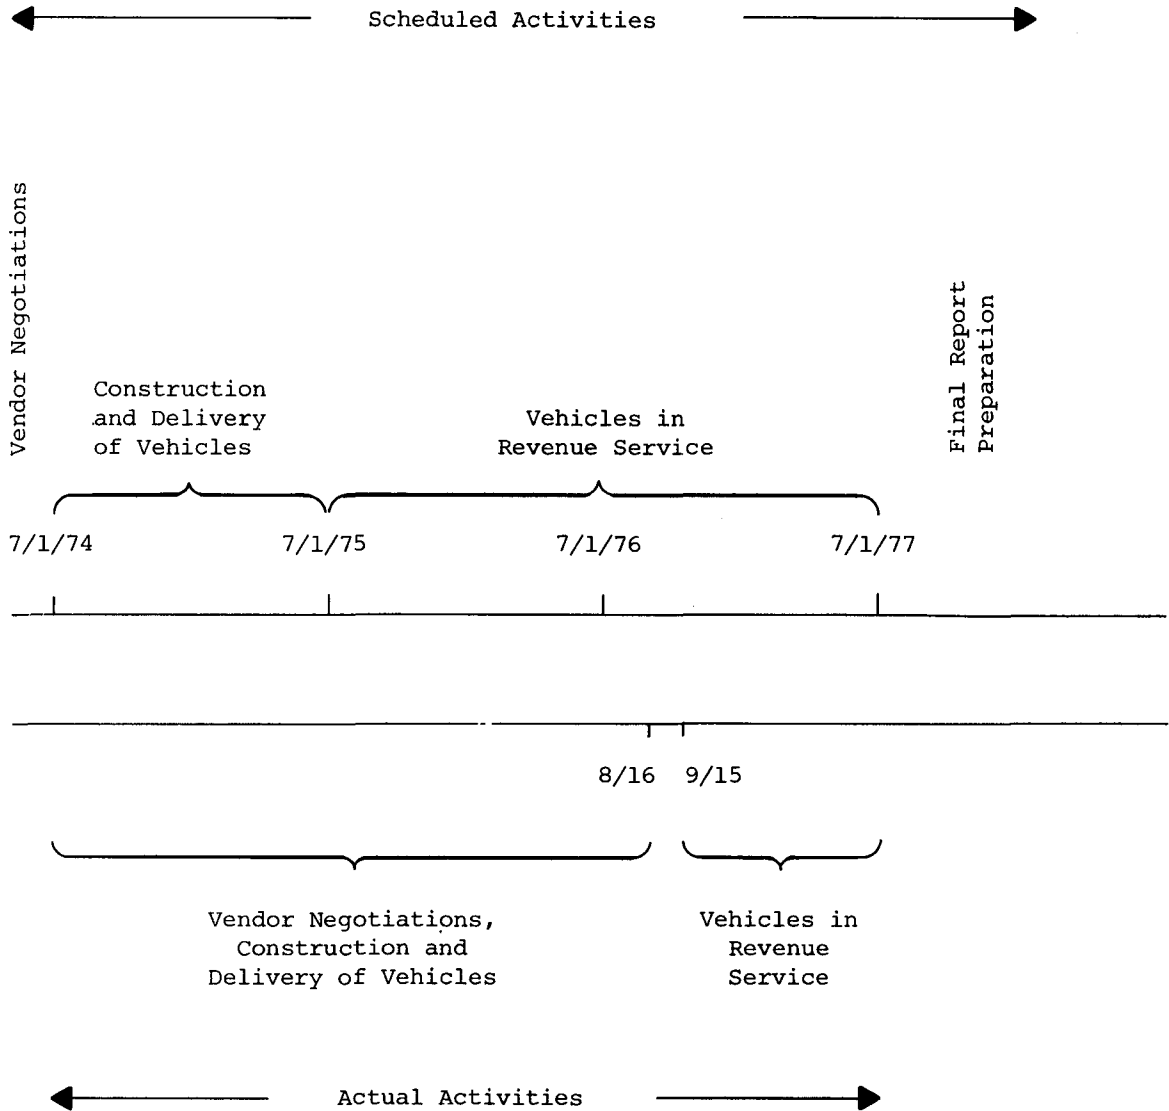 Scheduled Activities
Vendor Negotiations
Construction
and Delivery
of Vehicles
Vehicles in
Revenue Service
Final Report
Preparation
7/1/74
7/1/75
7/1/76
7/1/77
8/16
9/15
Vendor Negotiations,
Construction and
Delivery of Vehicles
Vehicles in
Revenue
Service
Actual Activities